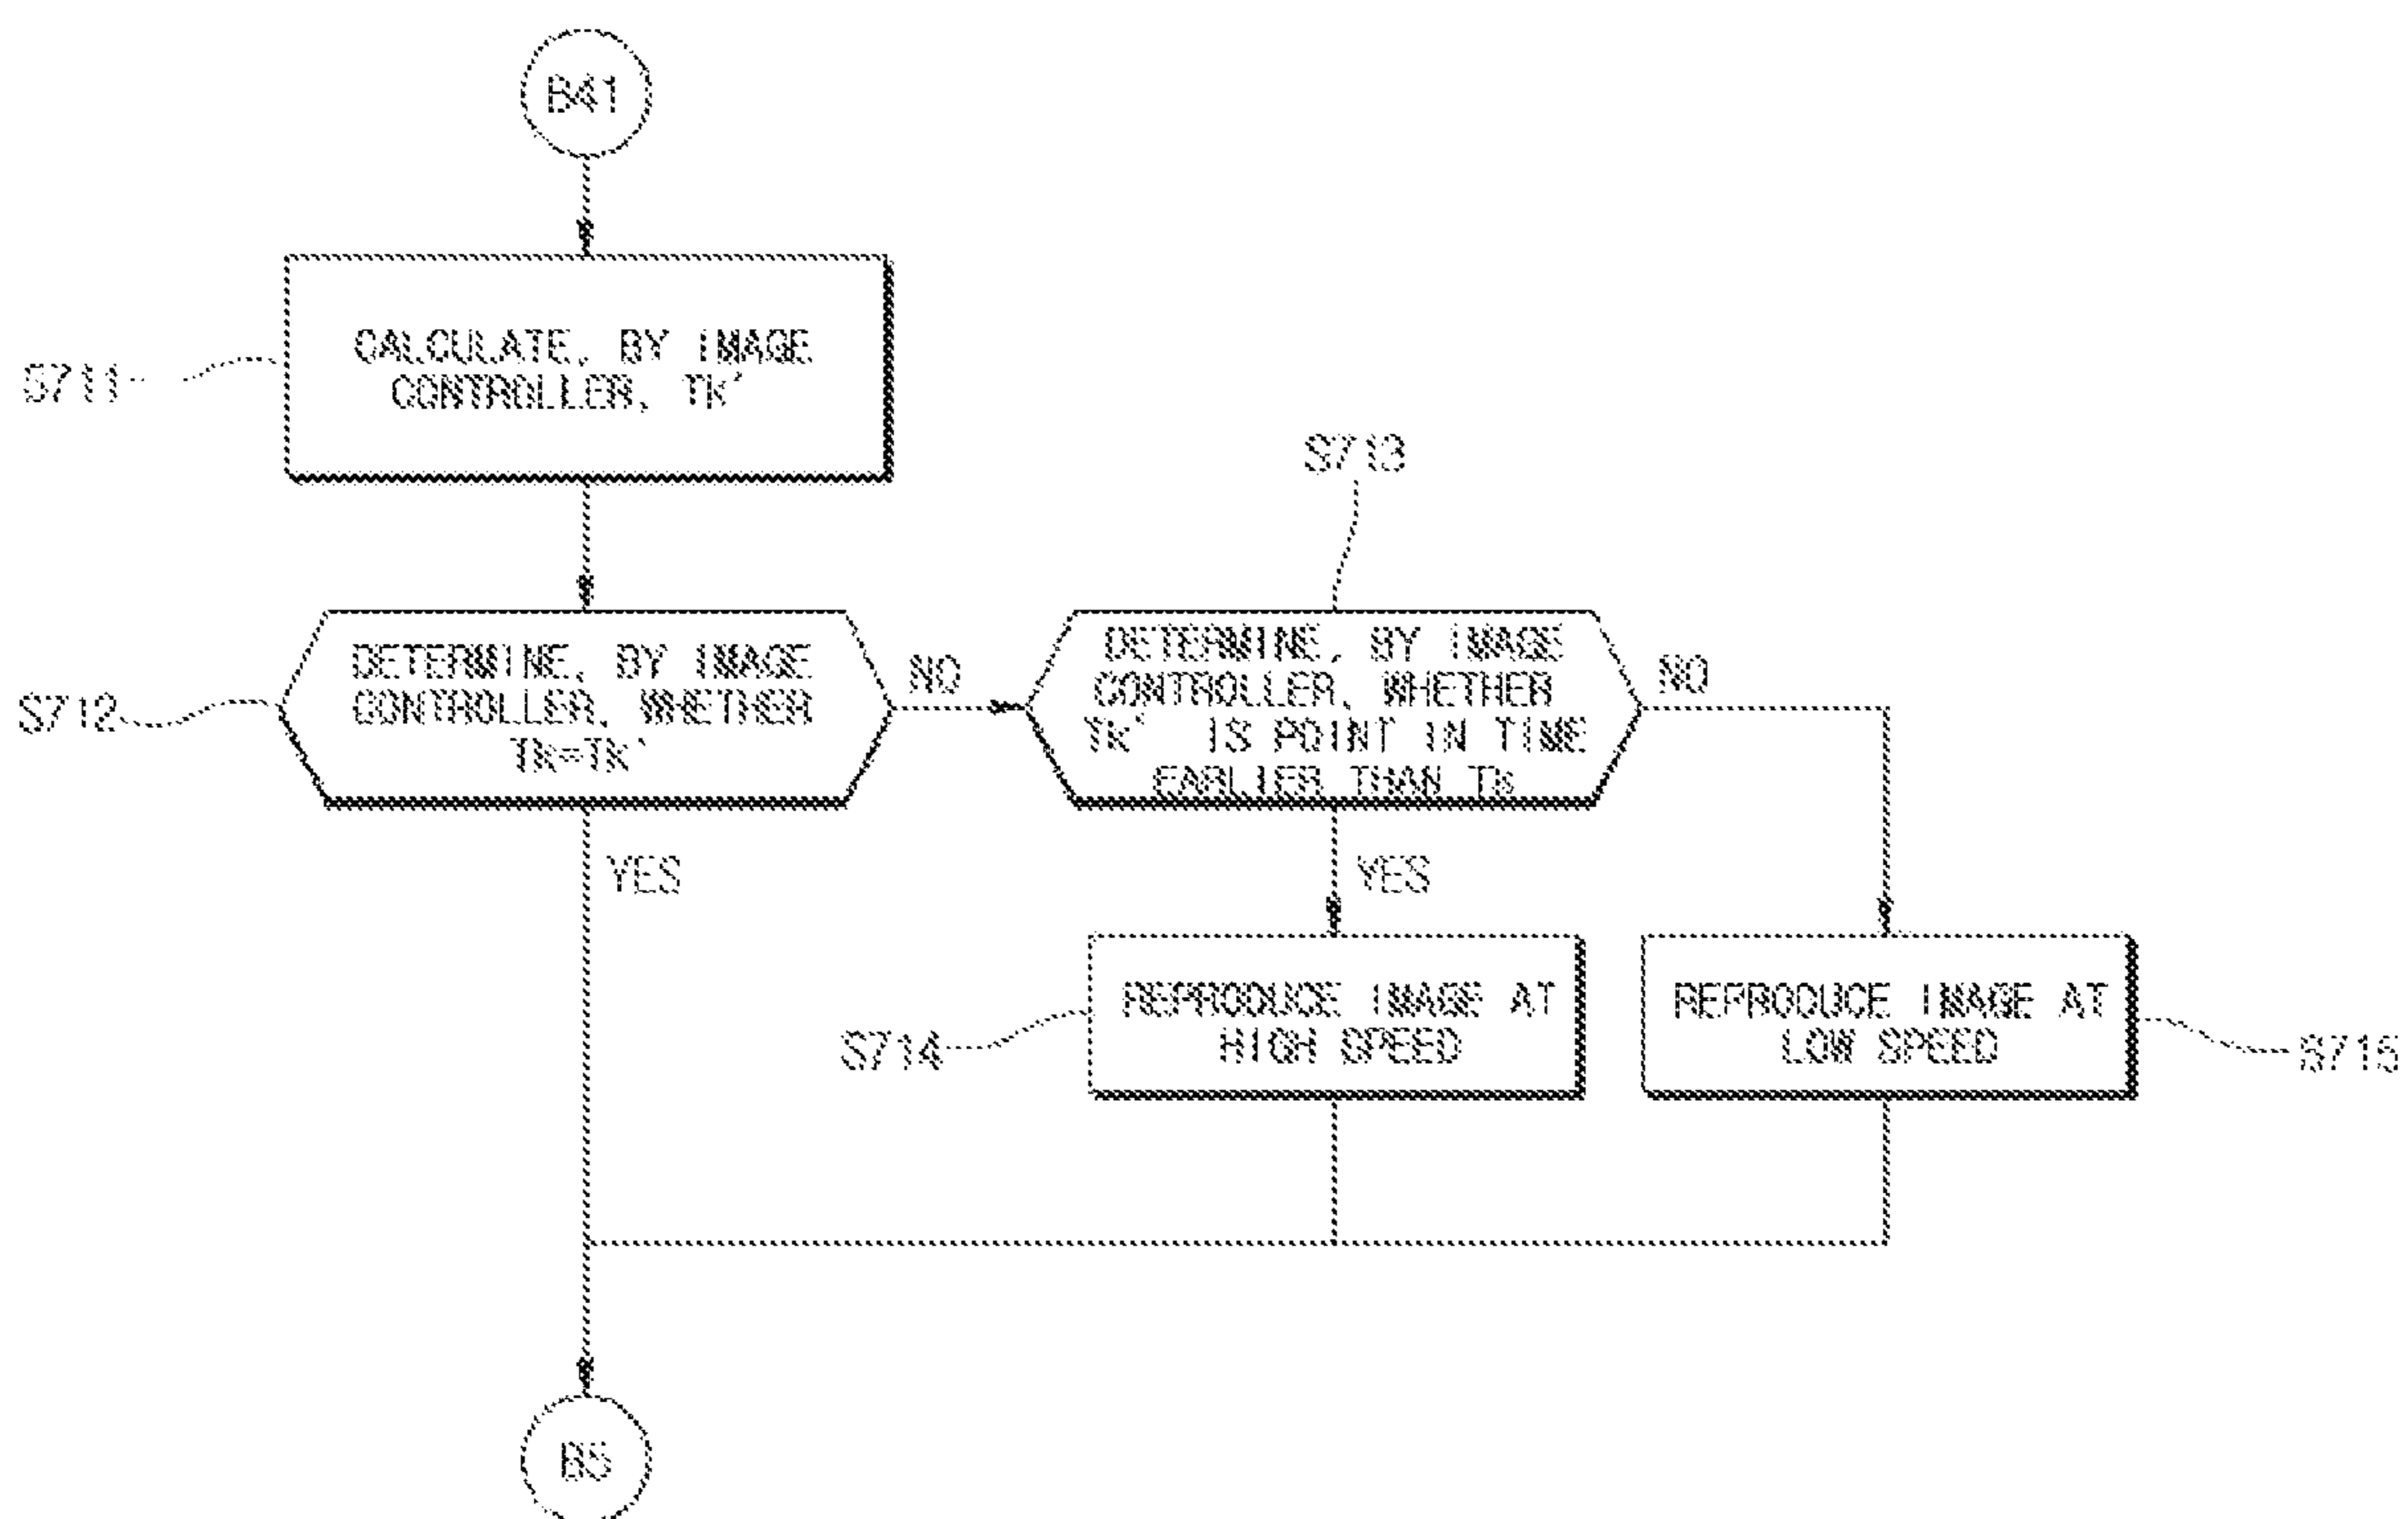 B41
S711
CALCULATE, BY IMAGE
CONTROLLER, Tk'
S713
S712
DETERMINE, BY IMAGE
CONTROLLER, WHETHER
Tk=Tk'
NO
DETERMINE, BY IMAGE
CONTROLLER, WHETHER
Tk' IS POINT IN TIME
EARLIER THAN Tk
NO
YES
YES
S714
REPRODUCE IMAGE AT
HIGH SPEED
REPRODUCE IMAGE AT
LOW SPEED
S715
B5